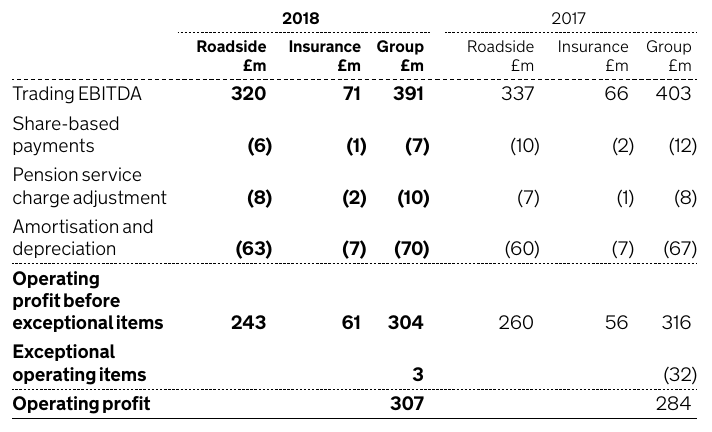 2018 2017
Roadside Insurance Group Roadside Insurance Group
£m £m £m £m £m £m
Trading EBITDA 320 71 391 337 66 403
Share-based
payments (6) (1) (7) (10) (2) (12)
Pension service
charge adjustment (8) (2) (10) (7) (1) (8)
Amortisation and
depreciation (63) (7) (70) (60) (7) (67)
Operating
profit before
exceptional items 243 61 304 260 56 316
Exceptional
operating items 3 (32)
Operating profit 307 284